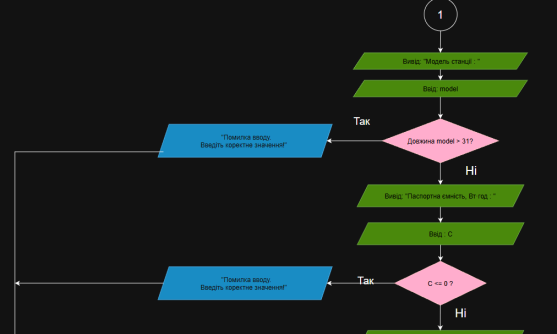 1
Вивід: "Модель станції : "
Ввід: model
Так
"Помилка вводу.
Введіть коректне значення!"
Довжина model > 31?
Ні
Вивід: "Паспортна ємність, Вт год : "
Ввід : C
"Помилка вводу.
Введіть коректне значення!"
Так
C <= 0 ?
Ні